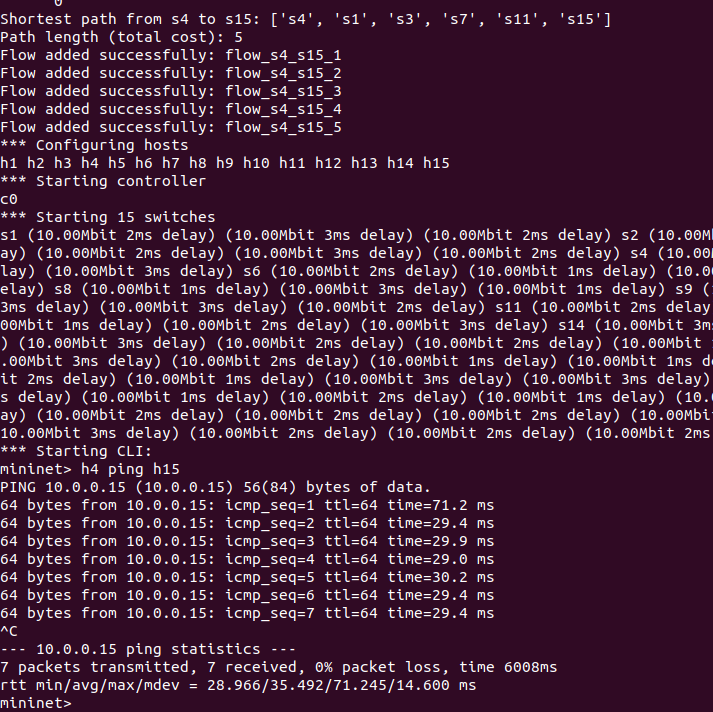 0
Shortest path from s4 to s15: ['s4', 's1', 's3', 's7', 's11', 's15']
Path length (total cost): 5
Flow added successfully: flow_s4_s15_1
Flow added successfully: flow_s4_s15_2
Flow added successfully: flow_s4_s15_3
Flow added successfully: flow_s4_s15_4
Flow added successfully: flow_s4_s15_5
*** Configuring hosts
h1 h2 h3 h4 h5 h6 h7 h8 h9 h10 h11 h12 h13 h14 h15
*** Starting controller
c0
*** Starting 15 switches
s1 (10.00Mbit 2ms delay) (10.00Mbit 3ms delay) (10.00Mbit 2ms delay) s2 (10.00M
ay) (10.00Mbit 2ms delay) (10.00Mbit 3ms delay) (10.00Mbit 2ms delay) s4 (10.00
lay) (10.00Mbit 3ms delay) s6 (10.00Mbit 2ms delay) (10.00Mbit 1ms delay) (10.0
elay) s8 (10.00Mbit 1ms delay) (10.00Mbit 3ms delay) (10.00Mbit 1ms delay) s9 (
3ms delay) (10.00Mbit 3ms delay) (10.00Mbit 2ms delay) s11 (10.00Mbit 2ms delay
00Mbit 1ms delay) (10.00Mbit 2ms delay) (10.00Mbit 3ms delay) s14 (10.00Mbit 3m
) (10.00Mbit 3ms delay) (10.00Mbit 2ms delay) (10.00Mbit 2ms delay) (10.00Mbit
.00Mbit 3ms delay) (10.00Mbit 2ms delay) (10.00Mbit 1ms delay) (10.00Mbit 1ms d
it 2ms delay) (10.00Mbit 1ms delay) (10.00Mbit 3ms delay) (10.00Mbit 3ms delay)
s delay) (10.00Mbit 1ms delay) (10.00Mbit 2ms delay) (10.00Mbit 1ms delay) (10.
ay) (10.00Mbit 2ms delay) (10.00Mbit 2ms delay) (10.00Mbit 2ms delay) (10.00Mbi
10.00Mbit 3ms delay) (10.00Mbit 2ms delay) (10.00Mbit 2ms delay) (10.00Mbit 2ms
*** Starting CLI:
mininet> h4 ping h15
PING 10.0.0.15 (10.0.0.15) 56(84) bytes of data.
64 bytes from 10.0.0.15: icmp_seq=1 ttl=64 time=71.2 ms
64 bytes from 10.0.0.15: icmp_seq=2 ttl=64 time=29.4 ms
64 bytes from 10.0.0.15: icmp_seq=3 ttl=64 time=29.9 ms
64 bytes from 10.0.0.15: icmp_seq=4 ttl=64 time=29.0 ms
64 bytes from 10.0.0.15: icmp_seq=5 ttl=64 time=30.2 ms
64 bytes from 10.0.0.15: icmp_seq=6 ttl=64 time=29.4 ms
64 bytes from 10.0.0.15: icmp_seq=7 ttl=64 time=29.4 ms
^C
--- 10.0.0.15 ping statistics ---
7 packets transmitted, 7 received, 0% packet loss, time 6008ms
rtt min/avg/max/mdev = 28.966/35.492/71.245/14.600 ms
mininet>